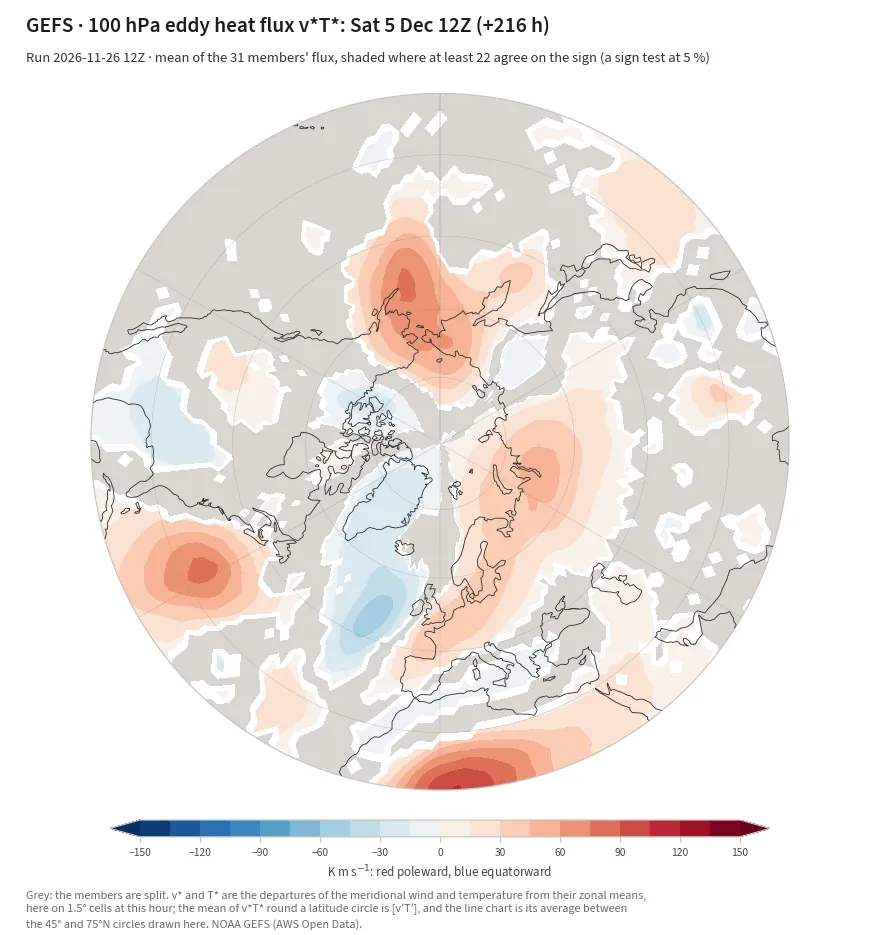 GEFS · 100 hPa eddy heat flux v*T*: Sat 5 Dec 12Z (+216 h)
Run 2026-11-26 12Z · mean of the 31 members' flux, shaded where at least 22 agree on the sign (a sign test at 5 %)
−150 −120 −90 −60 −30 0 30 60 90 120 150
K m s⁻¹: red poleward, blue equatorward
Grey: the members are split. v* and T* are the departures of the meridional wind and temperature from their zonal means,
here on 1.5° cells at this hour; the mean of v*T* round a latitude circle is [v'T'], and the line chart is its average between
the 45° and 75°N circles drawn here. NOAA GEFS (AWS Open Data).